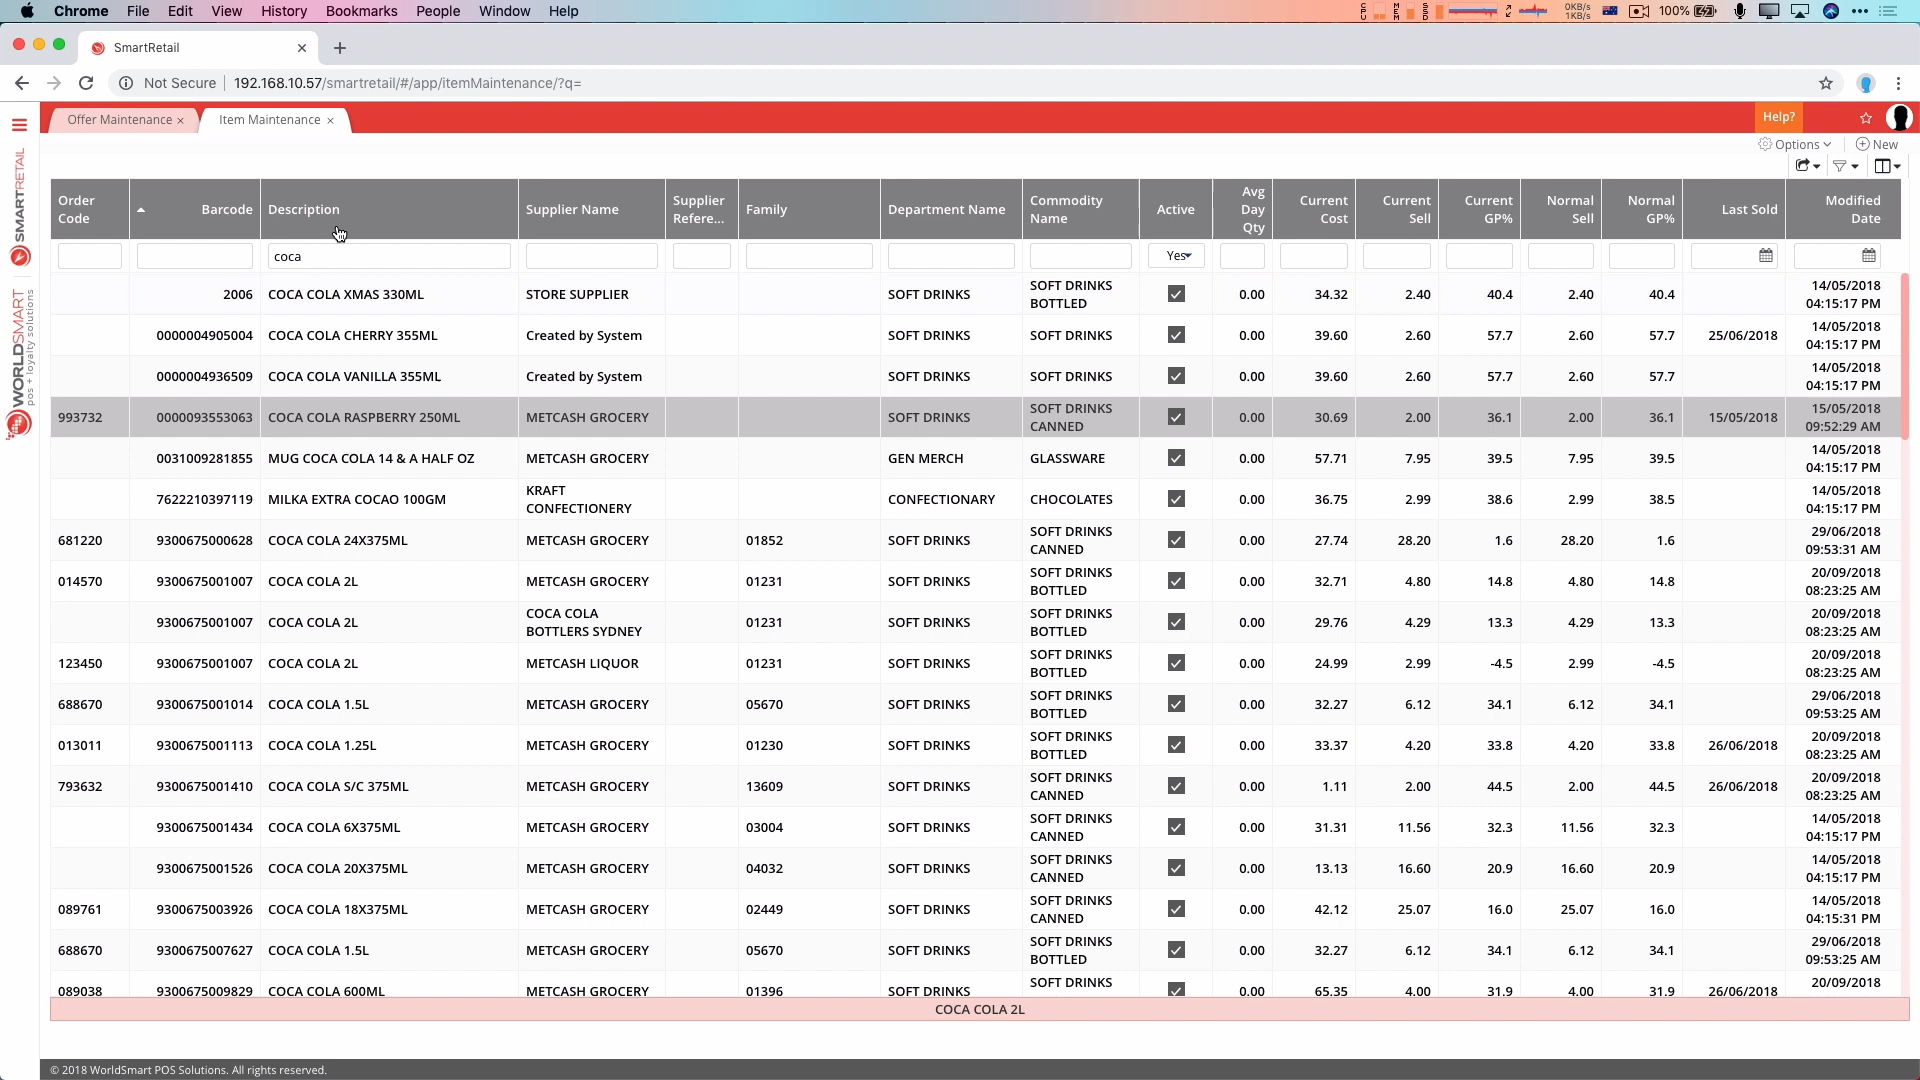 Chrome File Edit View History Bookmarks People Window Help
CPU MEM SSD 0KB/s 1KB/s 100%
SmartRetail
Not Secure 192.168.10.57/smartretail/#/app/itemMaintenance/?q=
Offer Maintenance × Item Maintenance × Help?
Options New
SMARTRETAIL
WORLDSMART
pos + loyalty solutions
Order Code Barcode Description Supplier Name Supplier Refere... Family Department Name Commodity Name Active Avg Day Qty Current Cost Current Sell Current GP% Normal Sell Normal GP% Last Sold Modified Date
coca Yes
2006 COCA COLA XMAS 330ML STORE SUPPLIER SOFT DRINKS SOFT DRINKS BOTTLED 0.00 34.32 2.40 40.4 2.40 40.4 14/05/2018 04:15:17 PM
0000004905004 COCA COLA CHERRY 355ML Created by System SOFT DRINKS SOFT DRINKS 0.00 39.60 2.60 57.7 2.60 57.7 25/06/2018 14/05/2018 04:15:17 PM
0000004936509 COCA COLA VANILLA 355ML Created by System SOFT DRINKS SOFT DRINKS 0.00 39.60 2.60 57.7 2.60 57.7 14/05/2018 04:15:17 PM
993732 0000093553063 COCA COLA RASPBERRY 250ML METCASH GROCERY SOFT DRINKS SOFT DRINKS CANNED 0.00 30.69 2.00 36.1 2.00 36.1 15/05/2018 15/05/2018 09:52:29 AM
0031009281855 MUG COCA COLA 14 & A HALF OZ METCASH GROCERY GEN MERCH GLASSWARE 0.00 57.71 7.95 39.5 7.95 39.5 14/05/2018 04:15:17 PM
7622210397119 MILKA EXTRA COCAO 100GM KRAFT CONFECTIONERY CONFECTIONARY CHOCOLATES 0.00 36.75 2.99 38.6 2.99 38.5 14/05/2018 04:15:17 PM
681220 9300675000628 COCA COLA 24X375ML METCASH GROCERY 01852 SOFT DRINKS SOFT DRINKS CANNED 0.00 27.74 28.20 1.6 28.20 1.6 29/06/2018 09:53:31 AM
014570 9300675001007 COCA COLA 2L METCASH GROCERY 01231 SOFT DRINKS SOFT DRINKS BOTTLED 0.00 32.71 4.80 14.8 4.80 14.8 20/09/2018 08:23:25 AM
9300675001007 COCA COLA 2L COCA COLA BOTTLERS SYDNEY 01231 SOFT DRINKS SOFT DRINKS BOTTLED 0.00 29.76 4.29 13.3 4.29 13.3 20/09/2018 08:23:25 AM
123450 9300675001007 COCA COLA 2L METCASH LIQUOR 01231 SOFT DRINKS SOFT DRINKS BOTTLED 0.00 24.99 2.99 -4.5 2.99 -4.5 20/09/2018 08:23:25 AM
688670 9300675001014 COCA COLA 1.5L METCASH GROCERY 05670 SOFT DRINKS SOFT DRINKS BOTTLED 0.00 32.27 6.12 34.1 6.12 34.1 29/06/2018 09:53:25 AM
013011 9300675001113 COCA COLA 1.25L METCASH GROCERY 01230 SOFT DRINKS SOFT DRINKS BOTTLED 0.00 33.37 4.20 33.8 4.20 33.8 26/06/2018 20/09/2018 08:23:25 AM
793632 9300675001410 COCA COLA S/C 375ML METCASH GROCERY 13609 SOFT DRINKS SOFT DRINKS CANNED 0.00 1.11 2.00 44.5 2.00 44.5 26/06/2018 20/09/2018 08:23:25 AM
9300675001434 COCA COLA 6X375ML METCASH GROCERY 03004 SOFT DRINKS SOFT DRINKS CANNED 0.00 31.31 11.56 32.3 11.56 32.3 14/05/2018 04:15:17 PM
9300675001526 COCA COLA 20X375ML METCASH GROCERY 04032 SOFT DRINKS SOFT DRINKS CANNED 0.00 13.13 16.60 20.9 16.60 20.9 14/05/2018 04:15:17 PM
089761 9300675003926 COCA COLA 18X375ML METCASH GROCERY 02449 SOFT DRINKS SOFT DRINKS CANNED 0.00 42.12 25.07 16.0 25.07 16.0 14/05/2018 04:15:31 PM
688670 9300675007627 COCA COLA 1.5L METCASH GROCERY 05670 SOFT DRINKS SOFT DRINKS BOTTLED 0.00 32.27 6.12 34.1 6.12 34.1 29/06/2018 09:53:25 AM
089038 9300675009829 COCA COLA 600ML METCASH GROCERY 01396 SOFT DRINKS SOFT DRINKS 0.00 65.35 4.00 31.9 4.00 31.9 26/06/2018 20/09/2018
COCA COLA 2L
© 2018 WorldSmart POS Solutions. All rights reserved.